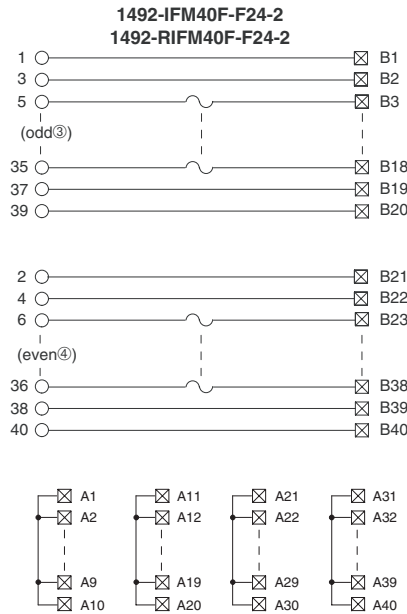 1492-IFM40F-F24-2
1492-RIFM40F-F24-2
1 B1
3 B2
5 B3
(odd③)
35 B18
37 B19
39 B20
2 B21
4 B22
6 B23
(even④)
36 B38
38 B39
40 B40
A1 A11 A21 A31
A2 A12 A22 A32
A9 A19 A29 A39
A10 A20 A30 A40